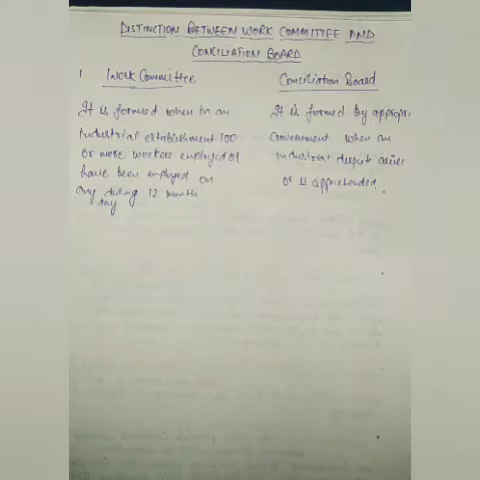 DISTINCTION BETWEEN WORK COMMITTEE AND
CONCILIATION BOARD
1 Work Committee
Conciliation Board
It is formed when in an
Industrial establishment 100
or more workers employed or
have been employed on
any day during 12 month
It is formed by appropri
Government when an
industrial disput arise
or is apprehended.